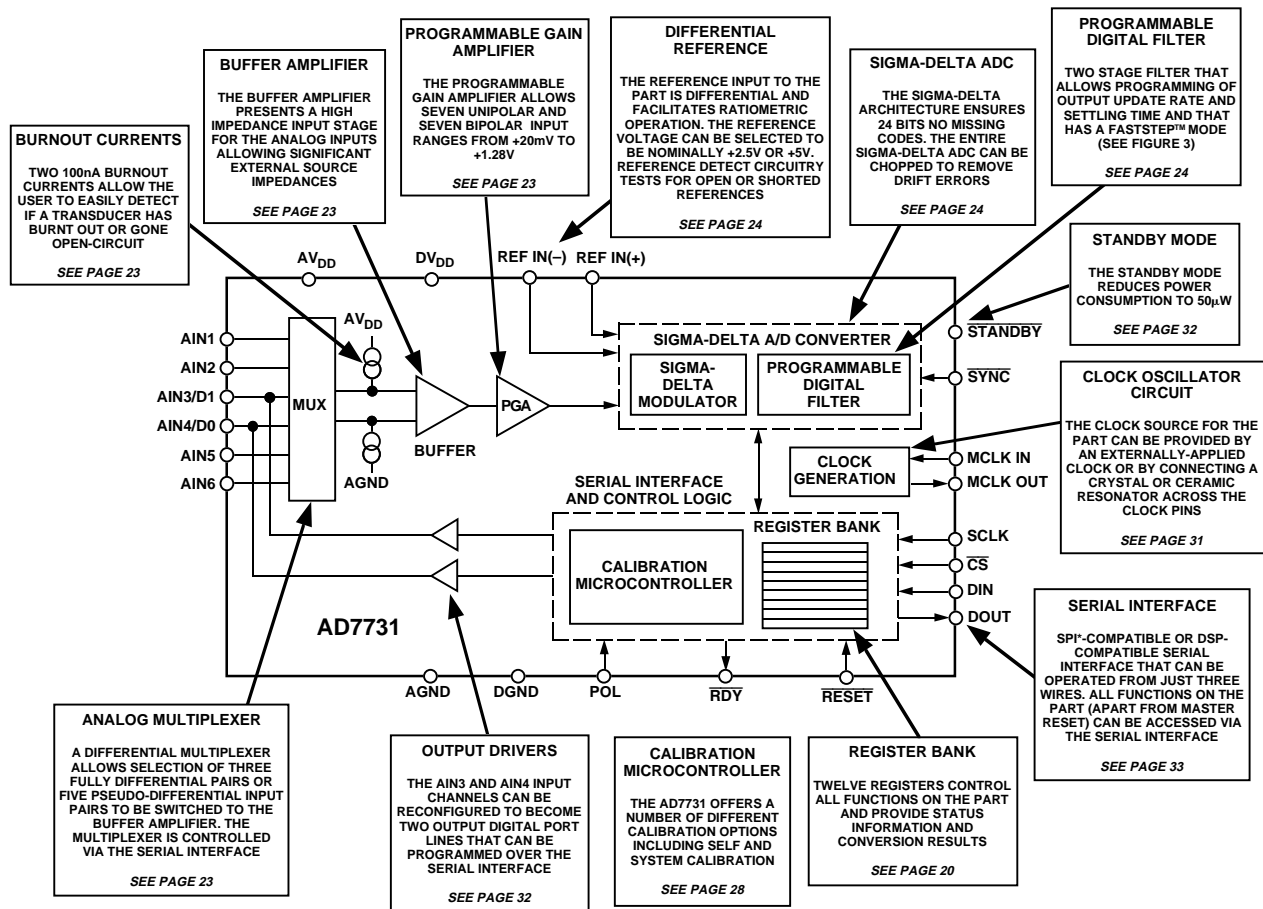 BURNOUT CURRENTS
TWO 100nA BURNOUT
CURRENTS ALLOW THE
USER TO EASILY DETECT
IF A TRANSDUCER HAS
BURNT OUT OR GONE
OPEN-CIRCUIT
SEE PAGE 23
BUFFER AMPLIFIER
THE BUFFER AMPLIFIER
PRESENTS A HIGH
IMPEDANCE INPUT STAGE
FOR THE ANALOG INPUTS
ALLOWING SIGNIFICANT
EXTERNAL SOURCE
IMPEDANCES
SEE PAGE 23
PROGRAMMABLE GAIN
AMPLIFIER
THE PROGRAMMABLE
GAIN AMPLIFIER ALLOWS
SEVEN UNIPOLAR AND
SEVEN BIPOLAR INPUT
RANGES FROM +20mV TO
+1.28V
SEE PAGE 23
DIFFERENTIAL
REFERENCE
THE REFERENCE INPUT TO THE
PART IS DIFFERENTIAL AND
FACILITATES RATIOMETRIC
OPERATION. THE REFERENCE
VOLTAGE CAN BE SELECTED TO
BE NOMINALLY +2.5V OR +5V.
REFERENCE DETECT CIRCUITRY
TESTS FOR OPEN OR SHORTED
REFERENCES
SEE PAGE 24
SIGMA-DELTA ADC
THE SIGMA-DELTA
ARCHITECTURE ENSURES
24 BITS NO MISSING
CODES. THE ENTIRE
SIGMA-DELTA ADC CAN BE
CHOPPED TO REMOVE
DRIFT ERRORS
SEE PAGE 24
PROGRAMMABLE
DIGITAL FILTER
TWO STAGE FILTER THAT
ALLOWS PROGRAMMING OF
OUTPUT UPDATE RATE AND
SETTLING TIME AND THAT
HAS A FASTSTEP™ MODE
(SEE FIGURE 3)
SEE PAGE 24
STANDBY MODE
THE STANDBY MODE
REDUCES POWER
CONSUMPTION TO 50µW
SEE PAGE 32
CLOCK OSCILLATOR
CIRCUIT
THE CLOCK SOURCE FOR THE
PART CAN BE PROVIDED BY
AN EXTERNALLY-APPLIED
CLOCK OR BY CONNECTING A
CRYSTAL OR CERAMIC
RESONATOR ACROSS THE
CLOCK PINS
SEE PAGE 31
SERIAL INTERFACE
SPI*-COMPATIBLE OR DSP-
COMPATIBLE SERIAL
INTERFACE THAT CAN BE
OPERATED FROM JUST THREE
WIRES. ALL FUNCTIONS ON THE
PART (APART FROM MASTER
RESET) CAN BE ACCESSED VIA
THE SERIAL INTERFACE
SEE PAGE 33
AVDD
DVDD
REF IN(–)
REF IN(+)
AIN1
AIN2
AIN3/D1
AIN4/D0
AIN5
AIN6
MUX
AVDD
AGND
BUFFER
PGA
SIGMA-DELTA A/D CONVERTER
SIGMA-
DELTA
MODULATOR
PROGRAMMABLE
DIGITAL
FILTER
STANDBY
SYNC
CLOCK
GENERATION
MCLK IN
MCLK OUT
SERIAL INTERFACE
AND CONTROL LOGIC
REGISTER BANK
CALIBRATION
MICROCONTROLLER
SCLK
CS
DIN
DOUT
AD7731
AGND
DGND
POL
RDY
RESET
ANALOG MULTIPLEXER
A DIFFERENTIAL MULTIPLEXER
ALLOWS SELECTION OF THREE
FULLY DIFFERENTIAL PAIRS OR
FIVE PSEUDO-DIFFERENTIAL INPUT
PAIRS TO BE SWITCHED TO THE
BUFFER AMPLIFIER. THE
MULTIPLEXER IS CONTROLLED
VIA THE SERIAL INTERFACE
SEE PAGE 23
OUTPUT DRIVERS
THE AIN3 AND AIN4 INPUT
CHANNELS CAN BE
RECONFIGURED TO BECOME
TWO OUTPUT DIGITAL PORT
LINES THAT CAN BE
PROGRAMMED OVER THE
SERIAL INTERFACE
SEE PAGE 32
CALIBRATION
MICROCONTROLLER
THE AD7731 OFFERS A
NUMBER OF DIFFERENT
CALIBRATION OPTIONS
INCLUDING SELF AND
SYSTEM CALIBRATION
SEE PAGE 28
REGISTER BANK
TWELVE REGISTERS CONTROL
ALL FUNCTIONS ON THE PART
AND PROVIDE STATUS
INFORMATION AND
CONVERSION RESULTS
SEE PAGE 20